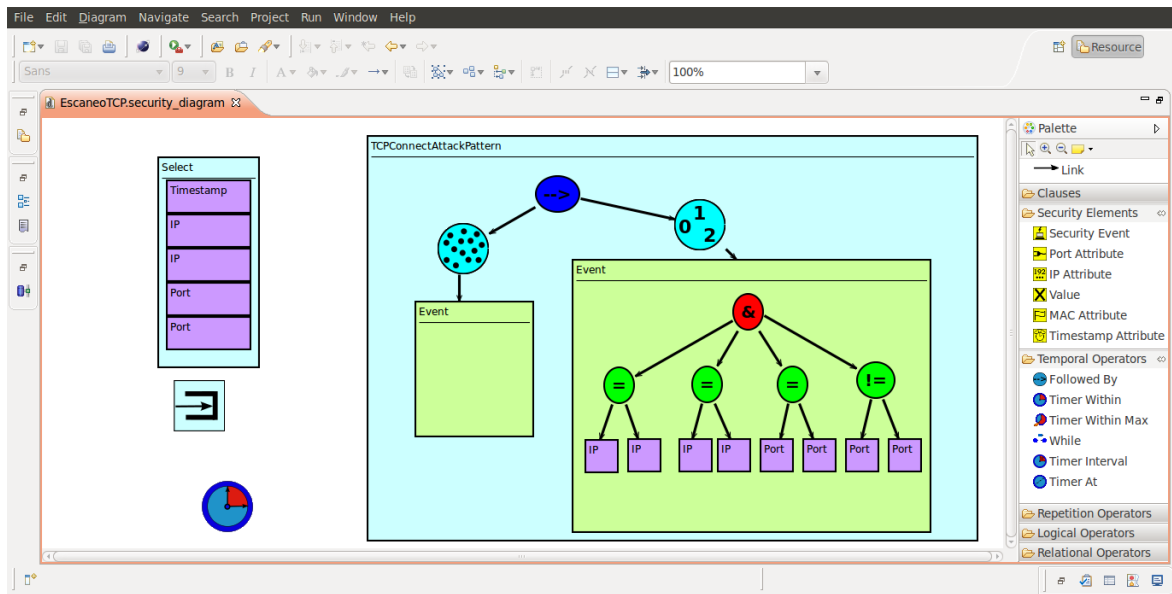 File Edit Diagram Navigate Search Project Run Window Help
Resource
Sans 9 B I A 100%
EscaneoTCP.security_diagram
Select
Timestamp
IP
IP
Port
Port
TCPConnectAttackPattern
-->
0 1 2
Event
Event
&
= = = !=
IP IP IP IP Port Port Port Port
Palette
Link
Clauses
Security Elements
Security Event
Port Attribute
192 IP Attribute
X Value
MAC Attribute
Timestamp Attribute
Temporal Operators
Followed By
Timer Within
Timer Within Max
While
Timer Interval
Timer At
Repetition Operators
Logical Operators
Relational Operators